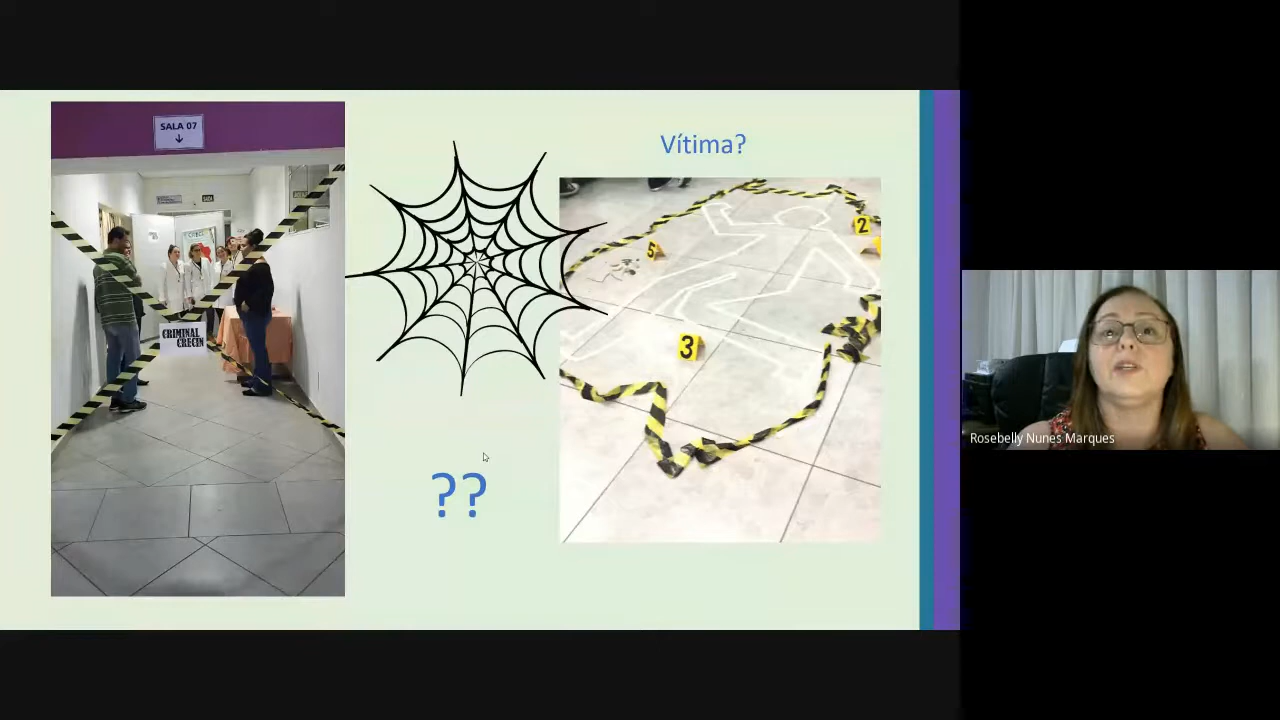 SALA 07
CRIMINAL
CRECIN
Vítima?
5
2
3
??
Rosebelly Nunes Marques